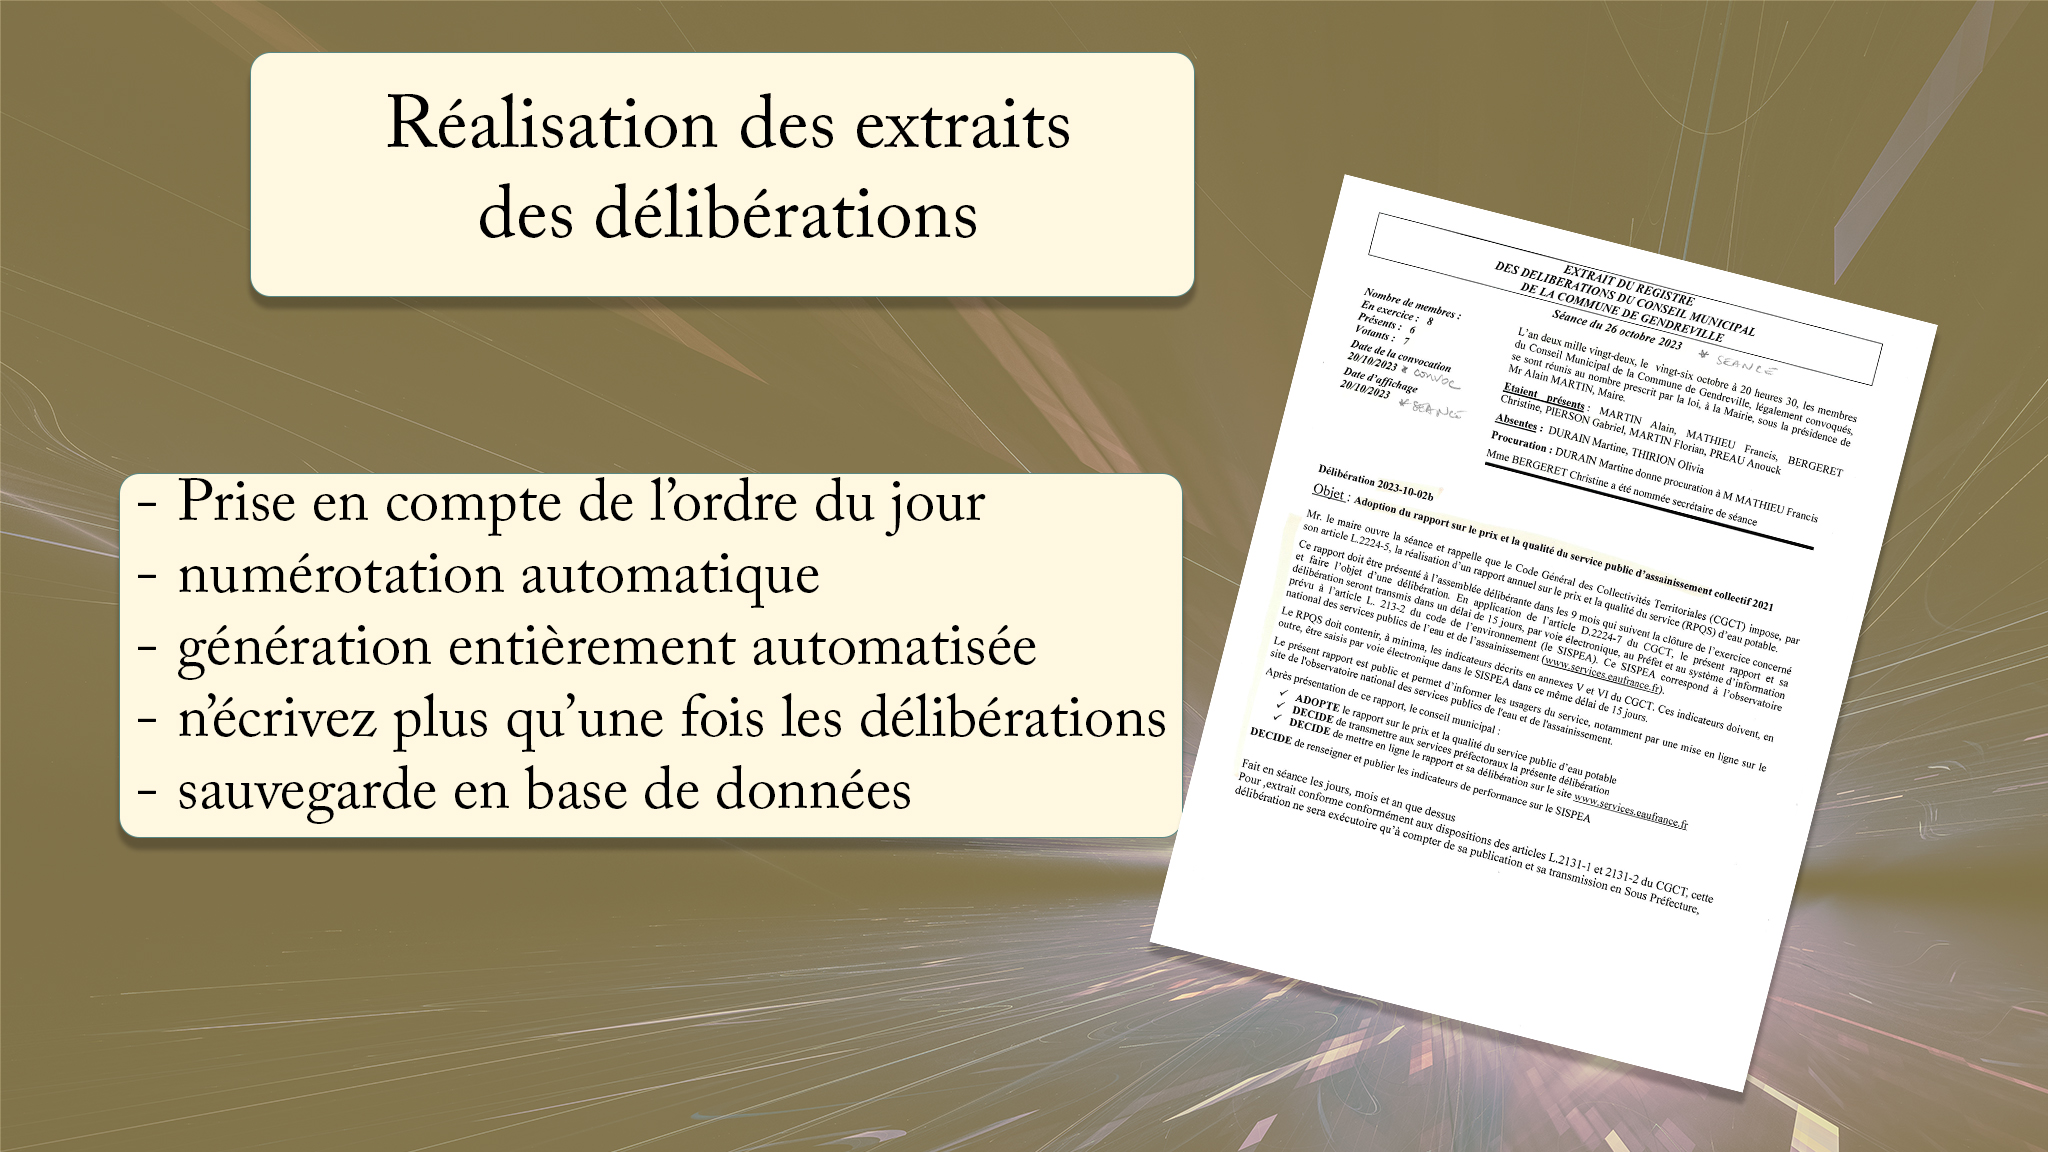 Réalisation des extraits
des délibérations
- Prise en compte de l’ordre du jour
- numérotation automatique
- génération entièrement automatisée
- n’écrivez plus qu’une fois les délibérations
- sauvegarde en base de données
EXTRAIT DU REGISTRE
DES DELIBERATIONS DU CONSEIL MUNICIPAL
DE LA COMMUNE DE GENDREVILLE
Séance du 26 octobre 2023
* SEANCE
Nombre de membres :
En exercice : 8
Présents : 6
Votants : 7
Date de la convocation
20/10/2023 * CONVOC
Date d’affichage
20/10/2023 * SEANCE
L’an deux mille vingt-deux, le vingt-six octobre à 20 heures 30, les membres
du Conseil Municipal de la Commune de Gendreville, légalement convoqués,
se sont réunis au nombre prescrit par la loi, à la Mairie, sous la présidence de
Mr Alain MARTIN, Maire.
Etaient présents : MARTIN Alain, MATHIEU Francis, BERGERET
Christine, PIERSON Gabriel, MARTIN Florian, PREAU Anouck
Absentes : DURAIN Martine, THIRION Olivia
Procuration : DURAIN Martine donne procuration à M MATHIEU Francis
Mme BERGERET Christine a été nommée secrétaire de séance
Délibération 2023-10-02b
Objet : Adoption du rapport sur le prix et la qualité du service public d’assainissement collectif 2021
Mr. le maire ouvre la séance et rappelle que le Code Général des Collectivités Territoriales (CGCT) impose, par
son article L.2224-5, la réalisation d’un rapport annuel sur le prix et la qualité du service (RPQS) d’eau potable.
Ce rapport doit être présenté à l’assemblée délibérante dans les 9 mois qui suivent la clôture de l’exercice concerné
et faire l’objet d’une délibération. En application de l’article D.2224-7 du CGCT, le présent rapport et sa
délibération seront transmis dans un délai de 15 jours, par voie électronique, au Préfet et au système d’information
prévu à l’article L. 213-2 du code de l’environnement (le SISPEA). Ce SISPEA correspond à l’observatoire
national des services publics de l’eau et de l’assainissement (www.services.eaufrance.fr).
Le RPQS doit contenir, à minima, les indicateurs décrits en annexes V et VI du CGCT. Ces indicateurs doivent, en
outre, être saisis par voie électronique dans le SISPEA dans ce même délai de 15 jours.
Le présent rapport est public et permet d’informer les usagers du service, notamment par une mise en ligne sur le
site de l'observatoire national des services publics de l'eau et de l'assainissement.
Après présentation de ce rapport, le conseil municipal :
✓ ADOPTE le rapport sur le prix et la qualité du service public d’eau potable
✓ DECIDE de transmettre aux services préfectoraux la présente délibération
✓ DECIDE de mettre en ligne le rapport et sa délibération sur le site www.services.eaufrance.fr
DECIDE de renseigner et publier les indicateurs de performance sur le SISPEA
Fait en séance les jours, mois et an que dessus
Pour ,extrait conforme conformément aux dispositions des articles L.2131-1 et 2131-2 du CGCT, cette
délibération ne sera exécutoire qu’à compter de sa publication et sa transmission en Sous Préfecture,